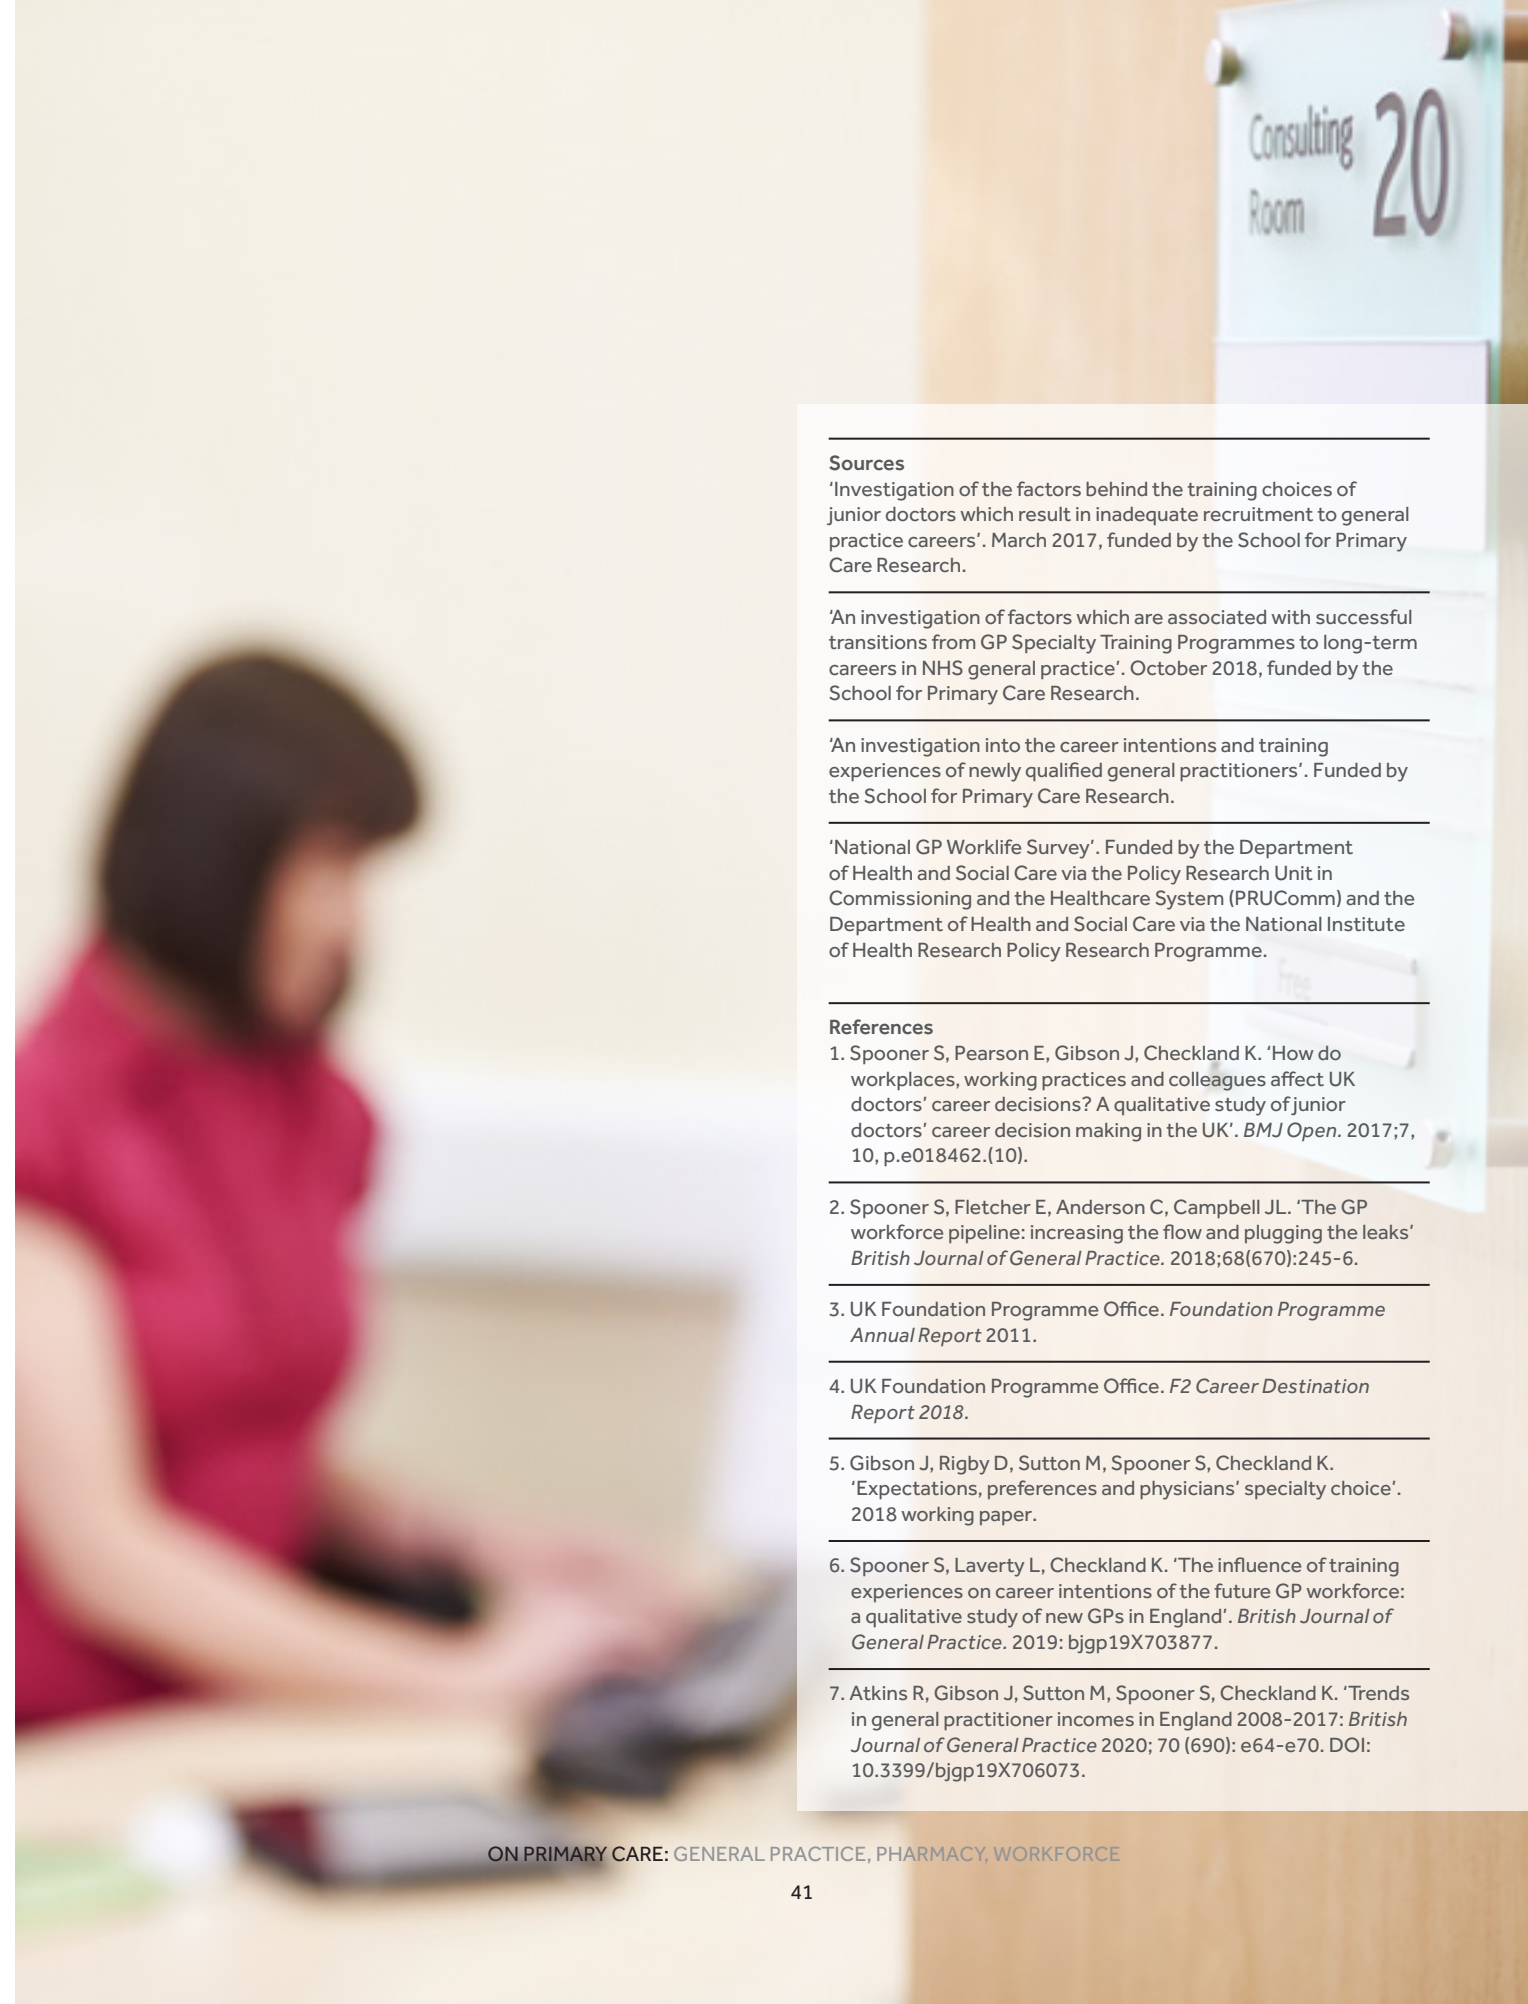 Consulting
Room
20
Sources
‘Investigation of the factors behind the training choices of
junior doctors which result in inadequate recruitment to general
practice careers’. March 2017, funded by the School for Primary
Care Research.
‘An investigation of factors which are associated with successful
transitions from GP Specialty Training Programmes to long-term
careers in NHS general practice’. October 2018, funded by the
School for Primary Care Research.
‘An investigation into the career intentions and training
experiences of newly qualified general practitioners’. Funded by
the School for Primary Care Research.
‘National GP Worklife Survey’. Funded by the Department
of Health and Social Care via the Policy Research Unit in
Commissioning and the Healthcare System (PRUComm) and the
Department of Health and Social Care via the National Institute
of Health Research Policy Research Programme.
Free
References
1. Spooner S, Pearson E, Gibson J, Checkland K. ‘How do
workplaces, working practices and colleagues affect UK
doctors’ career decisions? A qualitative study of junior
doctors’ career decision making in the UK’. BMJ Open. 2017;7,
10, p.e018462.(10).
2. Spooner S, Fletcher E, Anderson C, Campbell JL. ‘The GP
workforce pipeline: increasing the flow and plugging the leaks’
British Journal of General Practice. 2018;68(670):245-6.
3. UK Foundation Programme Office. Foundation Programme
Annual Report 2011.
4. UK Foundation Programme Office. F2 Career Destination
Report 2018.
5. Gibson J, Rigby D, Sutton M, Spooner S, Checkland K.
‘Expectations, preferences and physicians’ specialty choice’.
2018 working paper.
6. Spooner S, Laverty L, Checkland K. ‘The influence of training
experiences on career intentions of the future GP workforce:
a qualitative study of new GPs in England’. British Journal of
General Practice. 2019: bjgp19X703877.
7. Atkins R, Gibson J, Sutton M, Spooner S, Checkland K. ‘Trends
in general practitioner incomes in England 2008-2017: British
Journal of General Practice 2020; 70 (690): e64-e70. DOI:
10.3399/bjgp19X706073.
ON PRIMARY CARE: GENERAL PRACTICE, PHARMACY, WORKFORCE
41